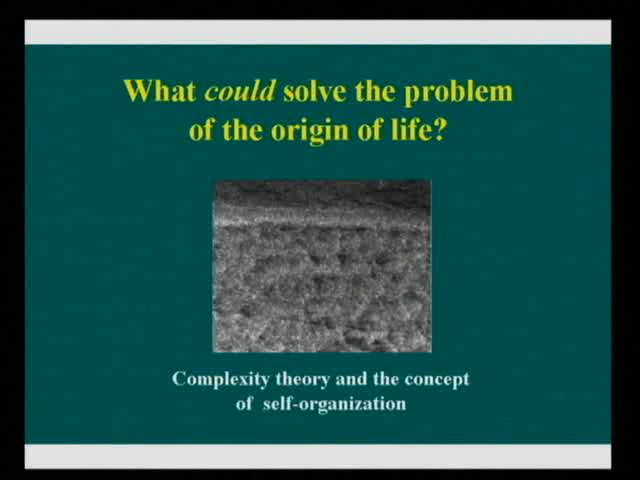 What could solve the problem
of the origin of life?
Complexity theory and the concept
of self-organization